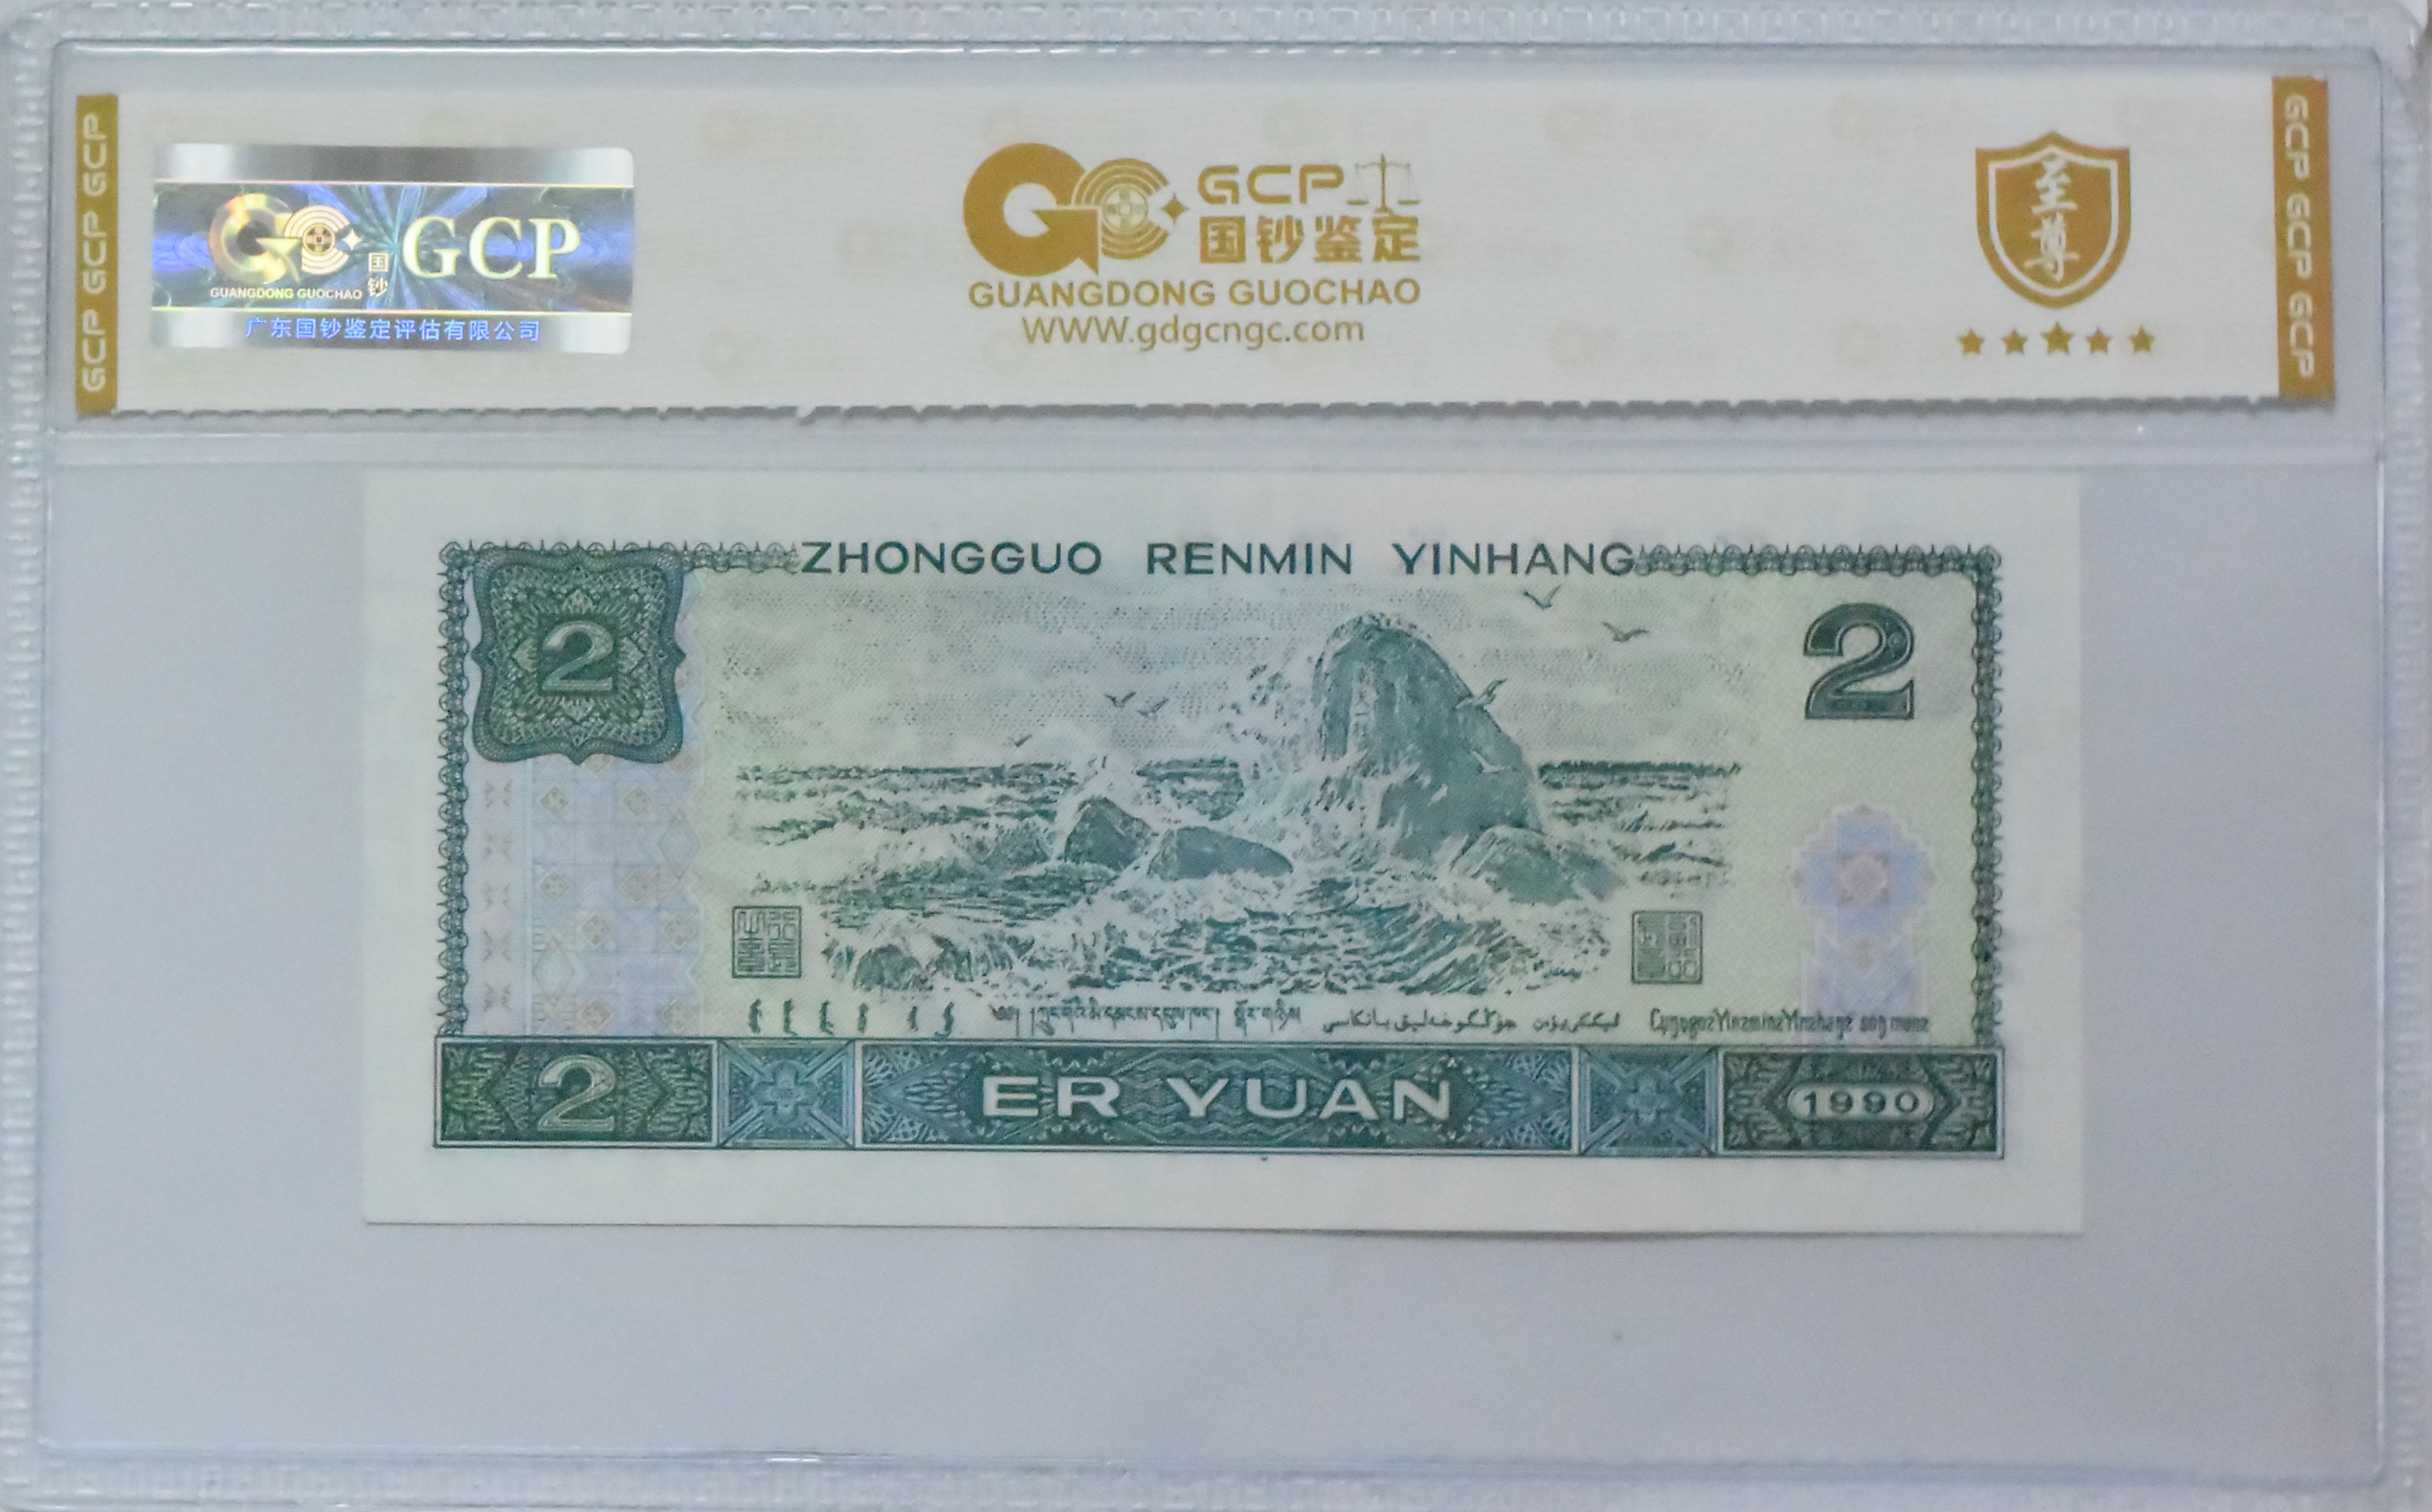 GCP GCP GCP
国钞
GCP
GUANGDONG GUOCHAO
广东国钞鉴定评估有限公司
GCP
国钞鉴定
GUANGDONG GUOCHAO
WWW.gdgcngc.com
至尊
GCP GCP GCP
ZHONGGUO RENMIN YINHANG
2
2
2
ER YUAN
1990